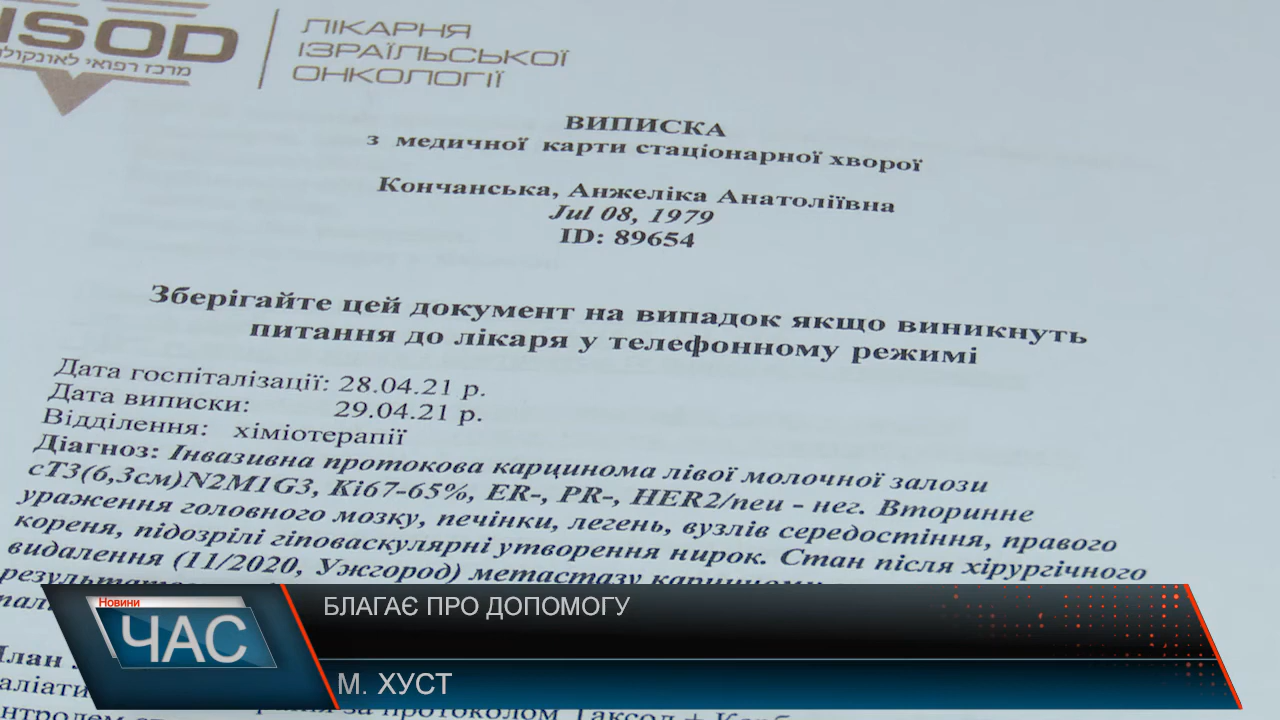 ISOD
מרכז רפואי לאונקולו
ЛІКАРНЯ
ІЗРАЇЛЬСЬКОЇ
ОНКОЛОГІЇ
ВИПИСКА
з медичної карти стаціонарної хворої
Кончанська, Анжеліка Анатоліївна
Jul 08, 1979
ID: 89654
Зберігайте цей документ на випадок якщо виникнуть
питання до лікаря у телефонному режимі
Дата госпіталізації: 28.04.21 р.
Дата виписки: 29.04.21 р.
Відділення: хіміотерапії
Діагноз: Інвазивна протокова карцинома лівої молочної залози
cT3(6,3см)N2M1G3, Ki67-65%, ER-, PR-, HER2/neu - нег. Вторинне
ураження головного мозку, печінки, легень, вузлів середостіння, правого
кореня, підозрілі гіповаскулярні утворення нирок. Стан після хірургічного
видалення (11/2020, Ужгород) метастазу
Новини
ЧАС
БЛАГАЄ ПРО ДОПОМОГУ
М. ХУСТ